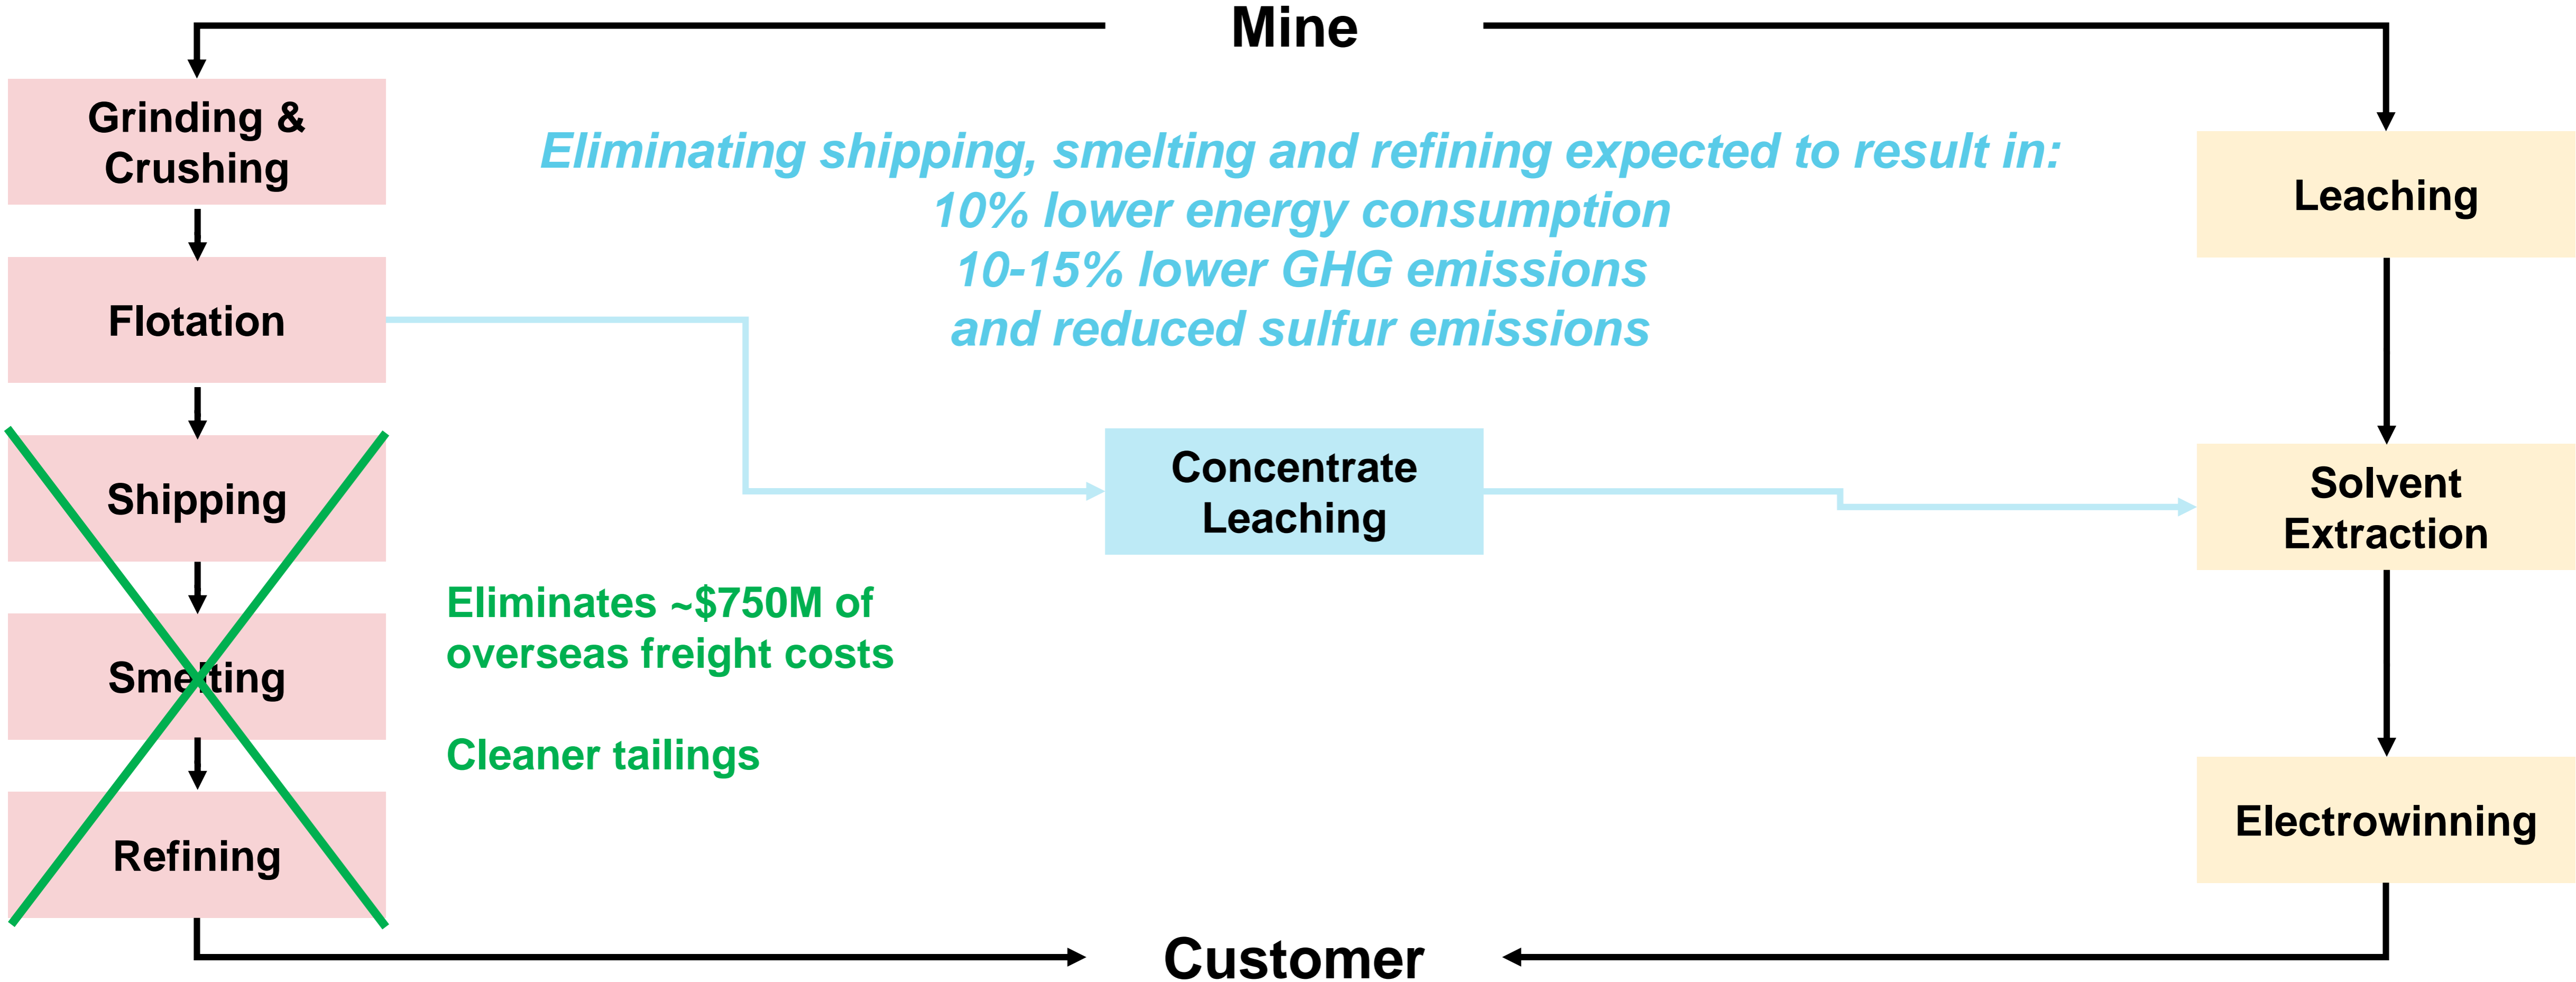 Mine
Grinding &
Crushing
Flotation
Shipping
Smelting
Refining
Eliminating shipping, smelting and refining expected to result in:
10% lower energy consumption
10-15% lower GHG emissions
and reduced sulfur emissions
Eliminates ~$750M of
overseas freight costs
Cleaner tailings
Concentrate
Leaching
Leaching
Solvent
Extraction
Electrowinning
Customer